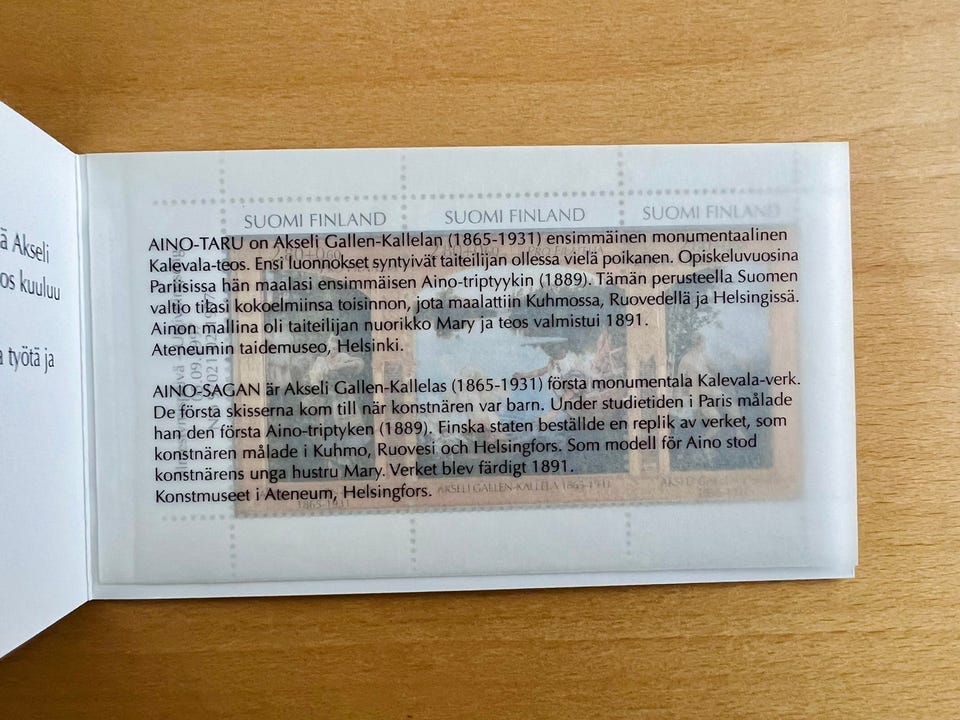 ä Akseli
os kuuluu
työtä ja
SUOMI FINLAND
SUOMI FINLAND
SUOMI FINLAND
AINO-TARU on Akseli Gallen-Kallelan (1865-1931) ensimmäinen monumentaalinen
Kalevala-teos. Ensi luonnokset syntyivät taiteilijan ollessa vielä poikanen. Opiskeluvuosina
Pariisissa hän maalasi ensimmäisen Aino-triptyykin (1889). Tämän perusteella Suomen
valtio tilasi kokoelmiinsa toisinnon, jota maalattiin Kuhmossa, Ruovedellä ja Helsingissä.
Ainon mallina oli taiteilijan nuorikko Mary ja teos valmistui 1891.
Ateneumin taidemuseo, Helsinki.
AINO-SAGAN är Akseli Gallen-Kallelas (1865-1931) första monumentala Kalevala-verk.
De första skisserna kom till när konstnären var barn. Under studietiden i Paris målade
han den första Aino-triptyken (1889). Finska staten beställde en replik av verket, som
konstnären målade i Kuhmo, Ruovesi och Helsingfors. Som modell för Aino stod
konstnärens unga hustru Mary. Verket blev färdigt 1891.
Konstmuseet i Ateneum, Helsingfors.
AKSELI GALLEN-KALLELA 1865-1931
1865-1931